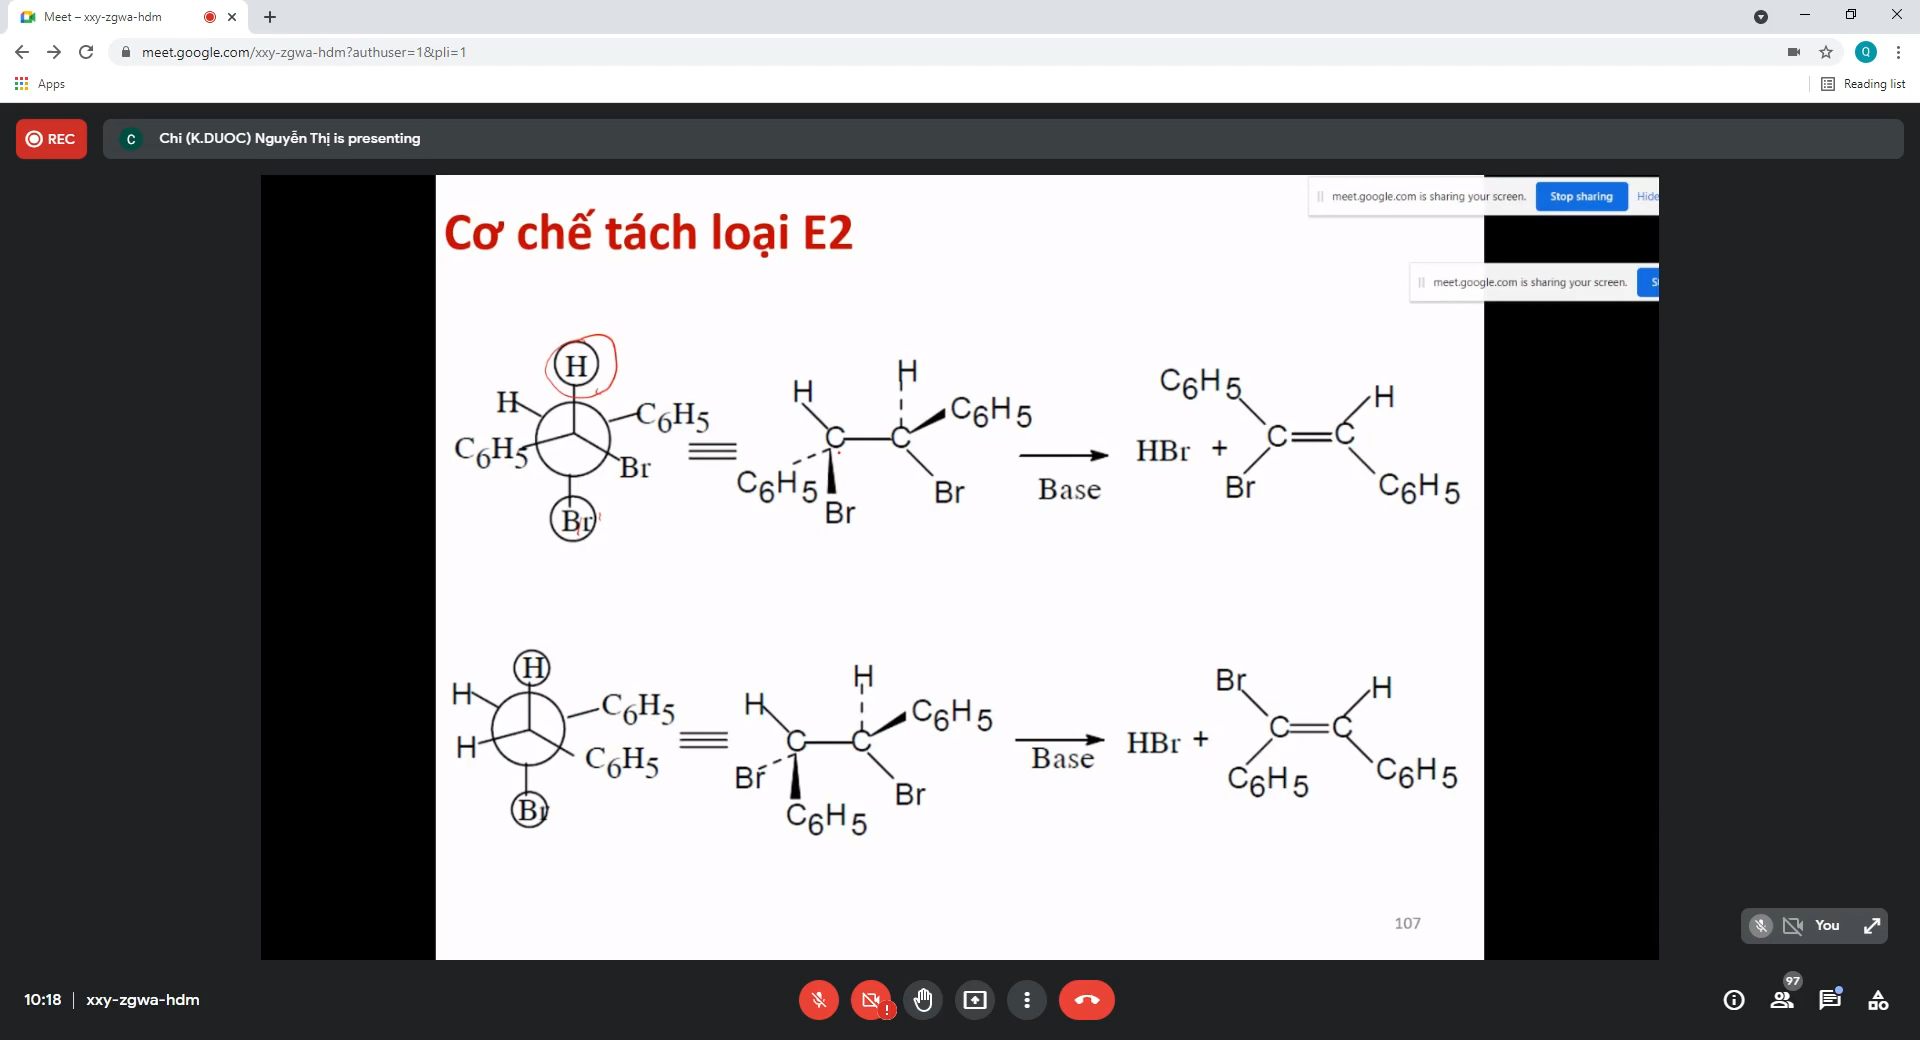 Meet – xxy-zgwa-hdm
meet.google.com/xxy-zgwa-hdm?authuser=1&pli=1
Q
Apps
Reading list
REC
C
Chi (K.DUOC) Nguyễn Thị is presenting
meet.google.com is sharing your screen.
Stop sharing
Hide
Cơ chế tách loại E2
meet.google.com is sharing your screen.
H
H
C6H5
C6H5
Br
Br
H
H
C6H5
C6H5
Br
Br
Base
HBr +
C6H5
H
C
C
Br
C6H5
C
C
H
H
H
C6H5
C6H5
Br
H
H
C
C
C6H5
Br
C6H5
Br
Base
HBr +
Br
H
C
C
C6H5
C6H5
107
You
10:18
xxy-zgwa-hdm
97